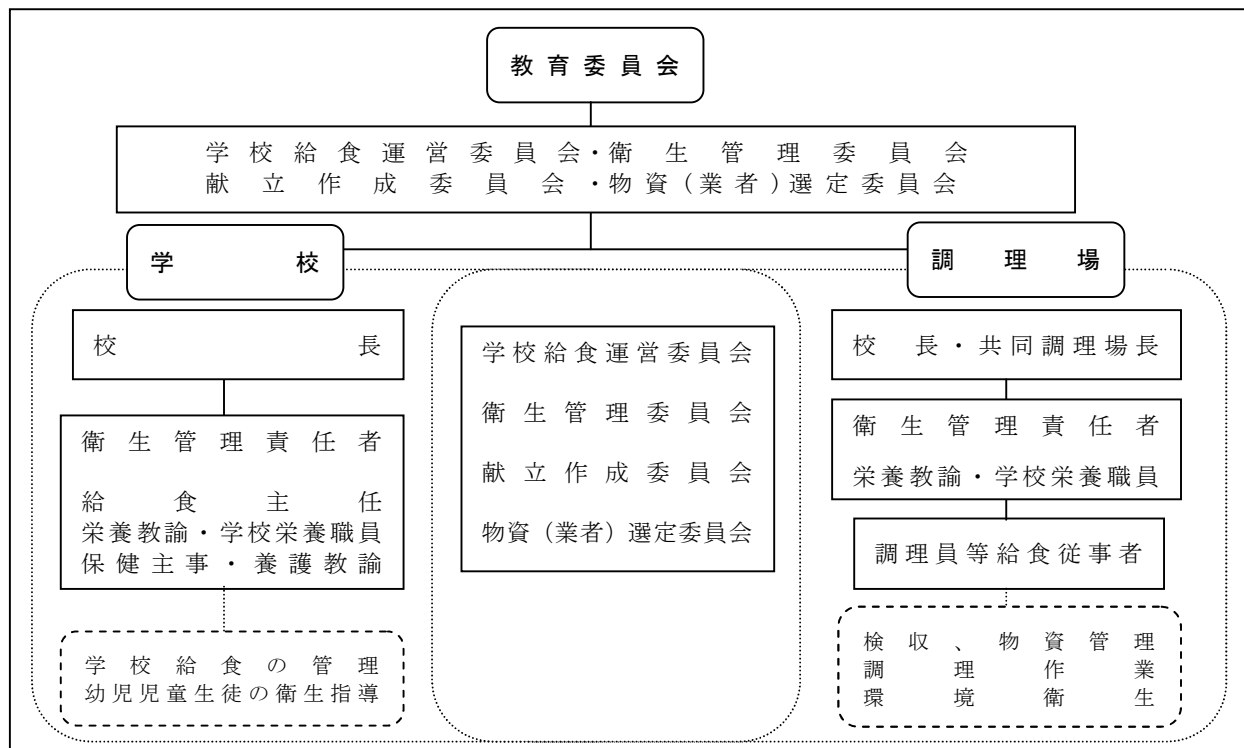 教育委員会
学校給食運営委員会・衛生管理委員会
献立作成委員会・物資(業者)選定委員会
学校
校長
衛生管理責任者
給食主任
栄養教諭・学校栄養職員
保健主事・養護教諭
学校給食の管理
幼児児童生徒の衛生指導
学校給食運営委員会
衛生管理委員会
献立作成委員会
物資（業者）選定委員会
調理場
校長・共同調理場長
衛生管理責任者
栄養教諭・学校栄養職員
調理員等給食従事者
検収、物資管理
調理作業
環境衛生